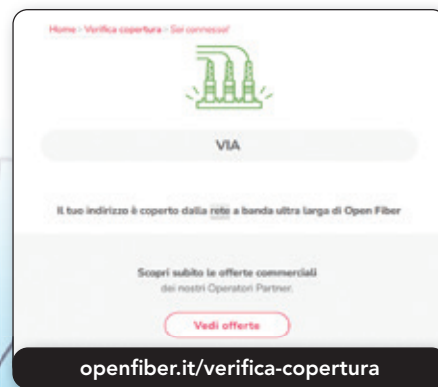 Home > Verifica copertura > Sei connesso!
VIA
Il tuo indirizzo è coperto dalla rete a banda ultra larga di Open Fiber
Scopri subito le offerte commerciali
dei nostri Operatori Partner.
Vedi offerte
openfiber.it/verifica-copertura